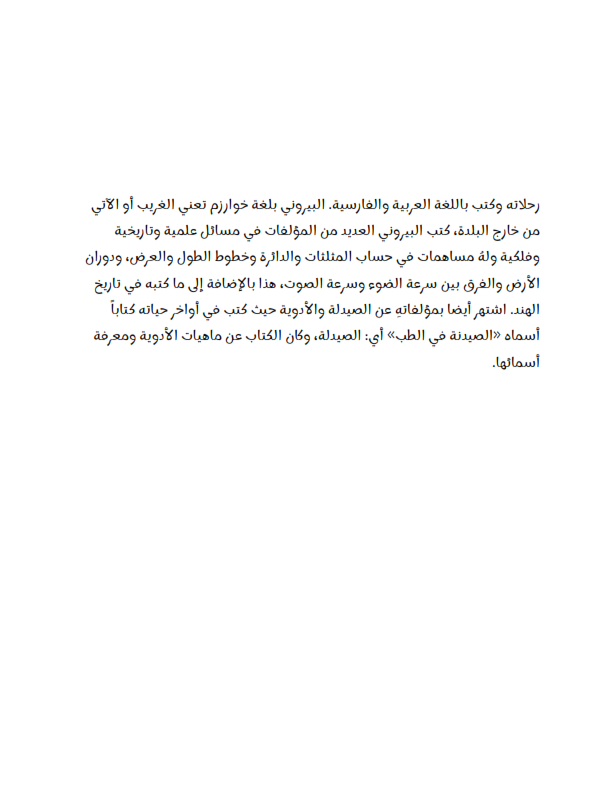 رحلاته وكتب باللغة العربية والفارسية. البيروني بلغة خوارزم تعني الغريب أو الآتي
من خارج البلدة، كتب البيروني العديد من المؤلفات في مسائل علمية وتاريخية
وفلكية ولة مساهمات في حساب المثلثات والدائرة وخطوط الطول والعرض، ودوران
الأرض والفرق بين سرعة الضوء وسرعة الصوت، هذا بالإضافة إلى ما كتبه في تاريخ
الهند. اشتهر أيضا بمؤلفاتهِ عن الصيدلة والأدوية حيث كتب في أواخر حياته كتاباً
أسماه «الصيدنة في الطب» أي: الصيدلة، وكان الكتاب عن ماهيات الأدوية ومعرفة
أسمائها.